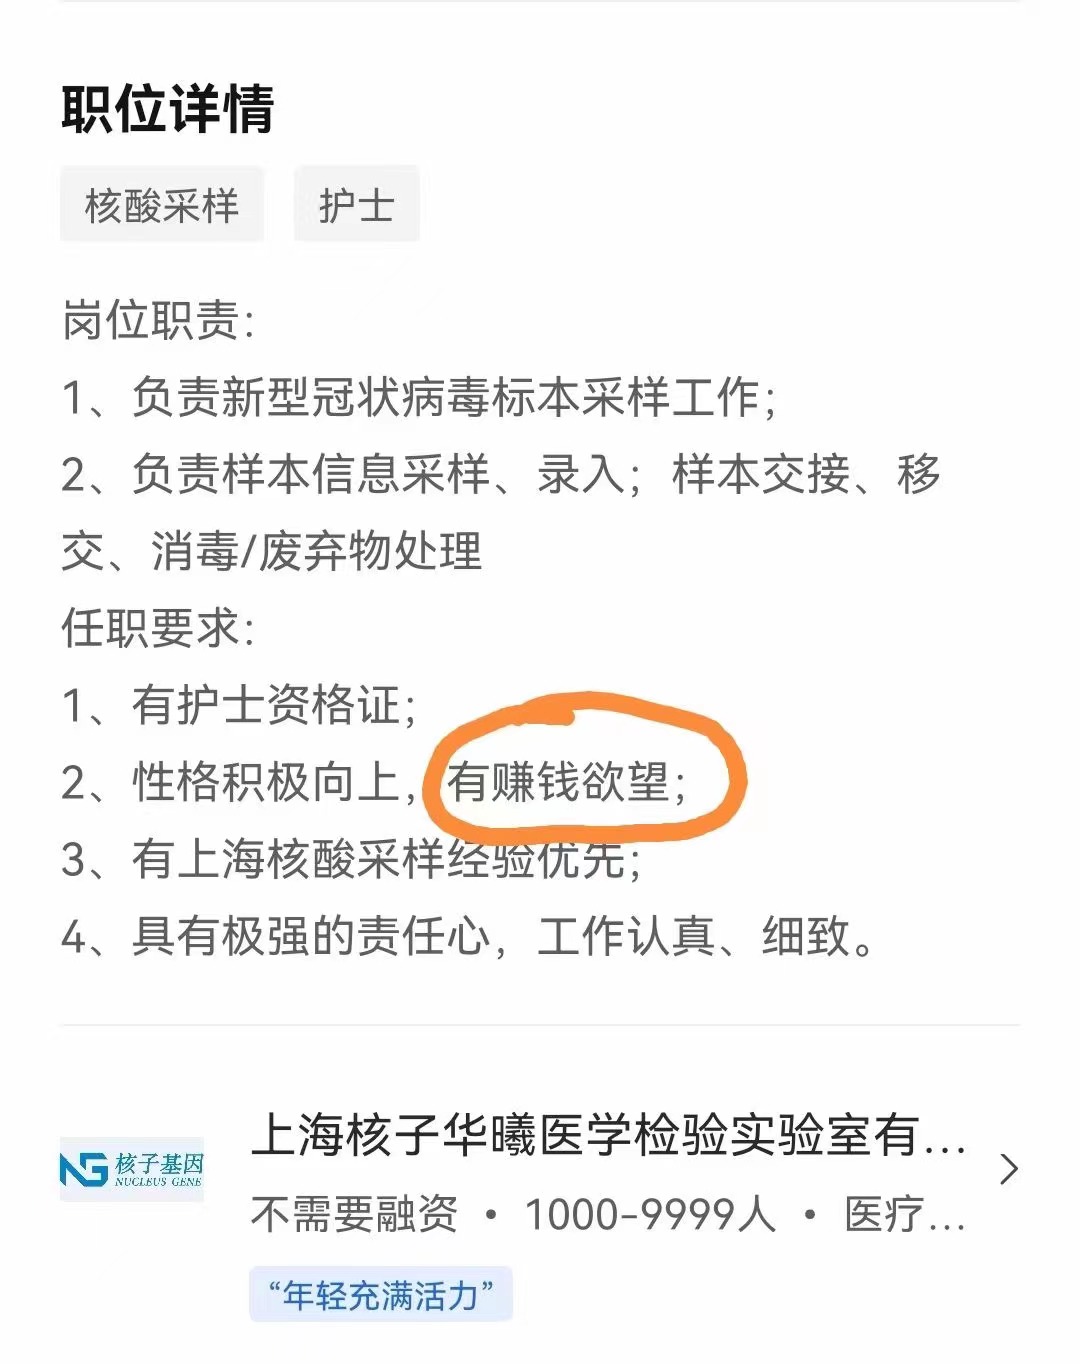 职位详情
核酸采样 护士
岗位职责:
1、负责新型冠状病毒标本采样工作;
2、负责样本信息采样、录入；样本交接、移
交、消毒/废弃物处理
任职要求:
1、有护士资格证;
2、性格积极向上，有赚钱欲望;
3、有上海核酸采样经验优先;
4、具有极强的责任心，工作认真、细致。
NG 核子基因
NUCLEUS GENE
上海核子华曦医学检验实验室有...
不需要融资 • 1000-9999人 • 医疗...
“年轻充满活力”